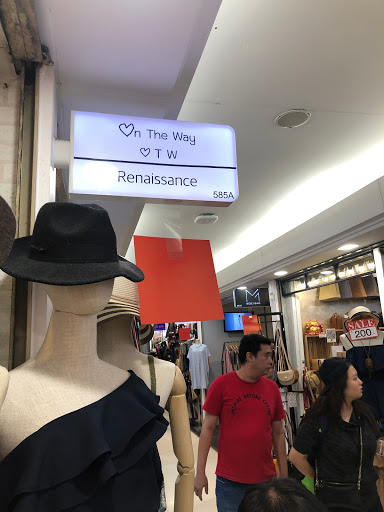 ♡n The Way
♡ T W
Renaissance
585A
M
SALE
200